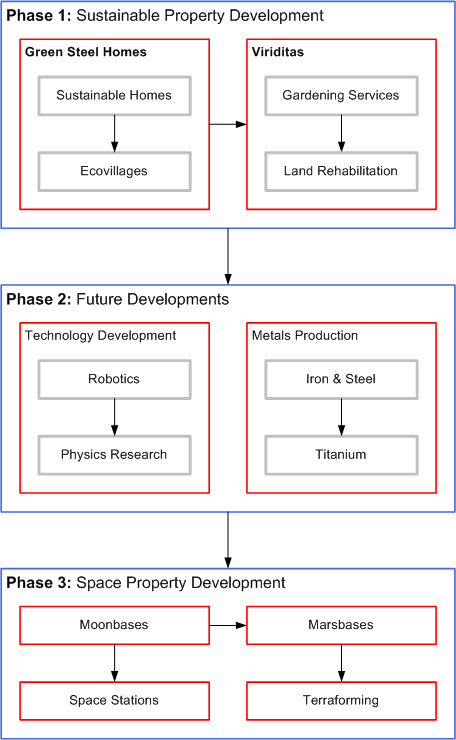 Phase 1: Sustainable Property Development
Green Steel Homes
Viriditas
Sustainable Homes
Gardening Services
Ecovillages
Land Rehabilitation
Phase 2: Future Developments
Technology Development
Metals Production
Robotics
Iron & Steel
Physics Research
Titanium
Phase 3: Space Property Development
Moonbases
Marsbases
Space Stations
Terraforming